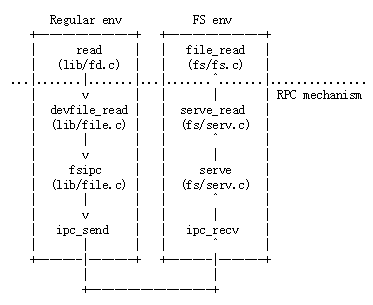 Regular env FS env
read file_read
(lib/fd.c) (fs/fs.c)
RPC mechanism
devfile_read serve_read
(lib/file.c) (fs/serv.c)
fsipc serve
(lib/file.c) (fs/serv.c)
ipc_send ipc_recv